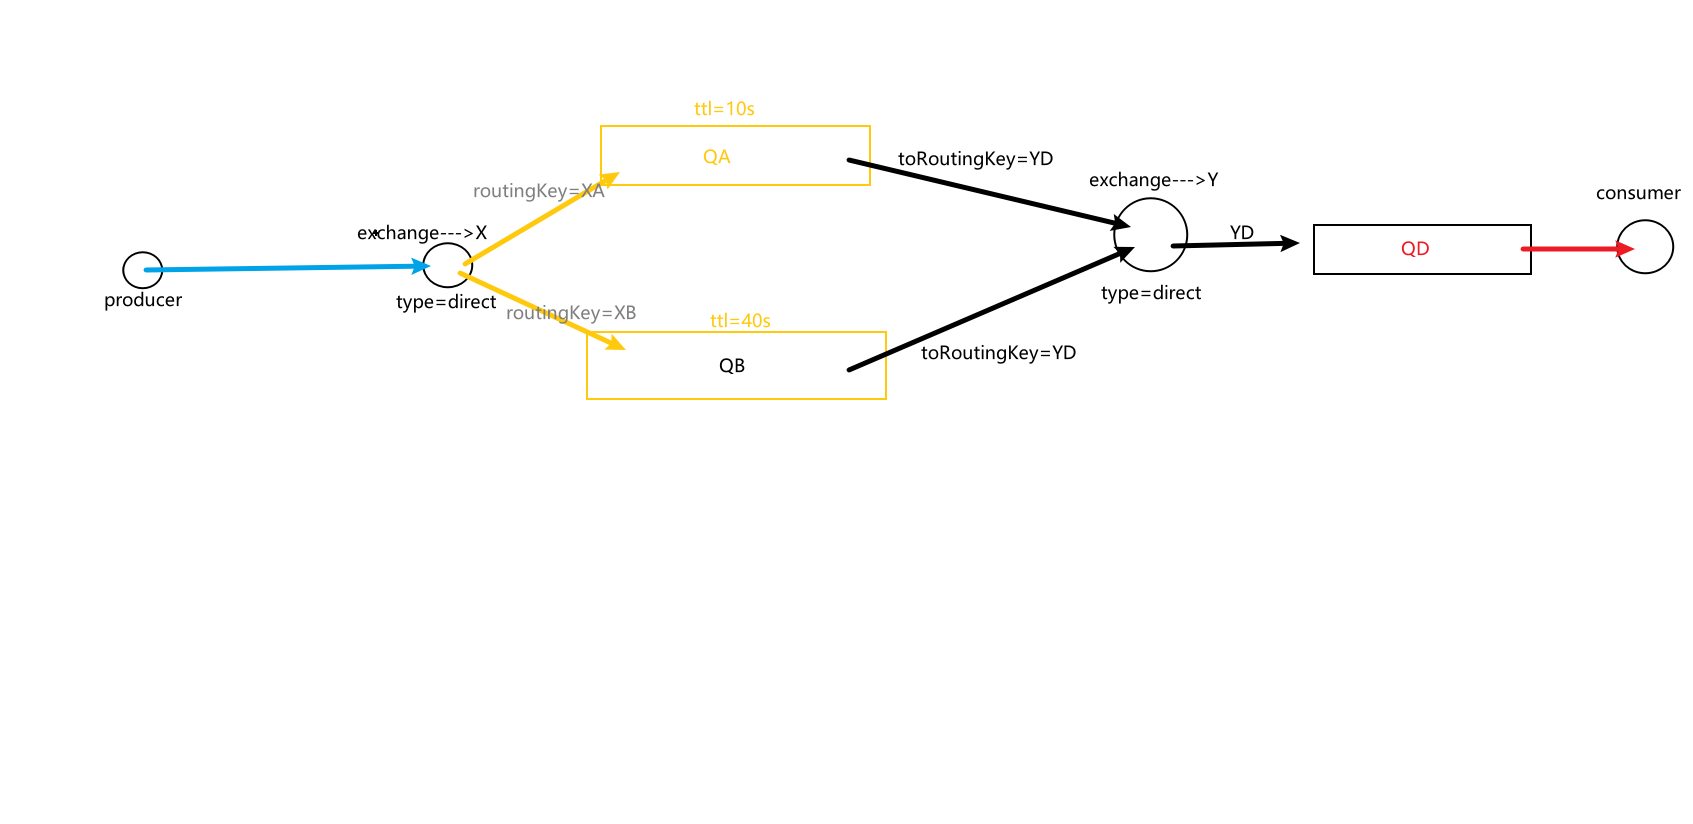 ttl=10s
QA
toRoutingKey=YD
exchange--->Y
routingKey=XA
consumer
exchange--->X
YD
QD
producer
type=direct
type=direct
routingKey=XB
ttl=40s
QB
toRoutingKey=YD